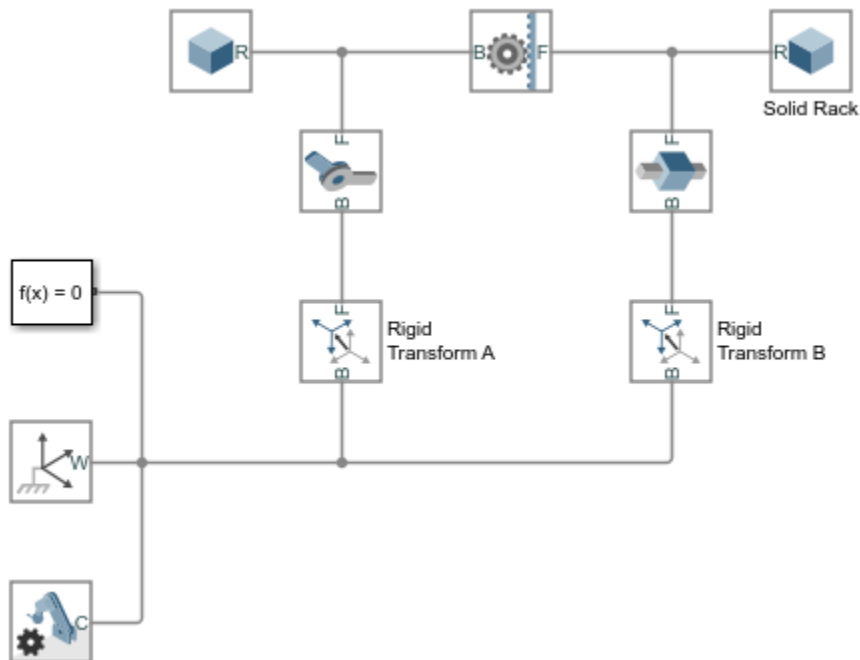 R
B
F
R
Solid Rack
F
F
B
B
f(x) = 0
F
Rigid
Transform A
F
Rigid
Transform B
B
B
W
C